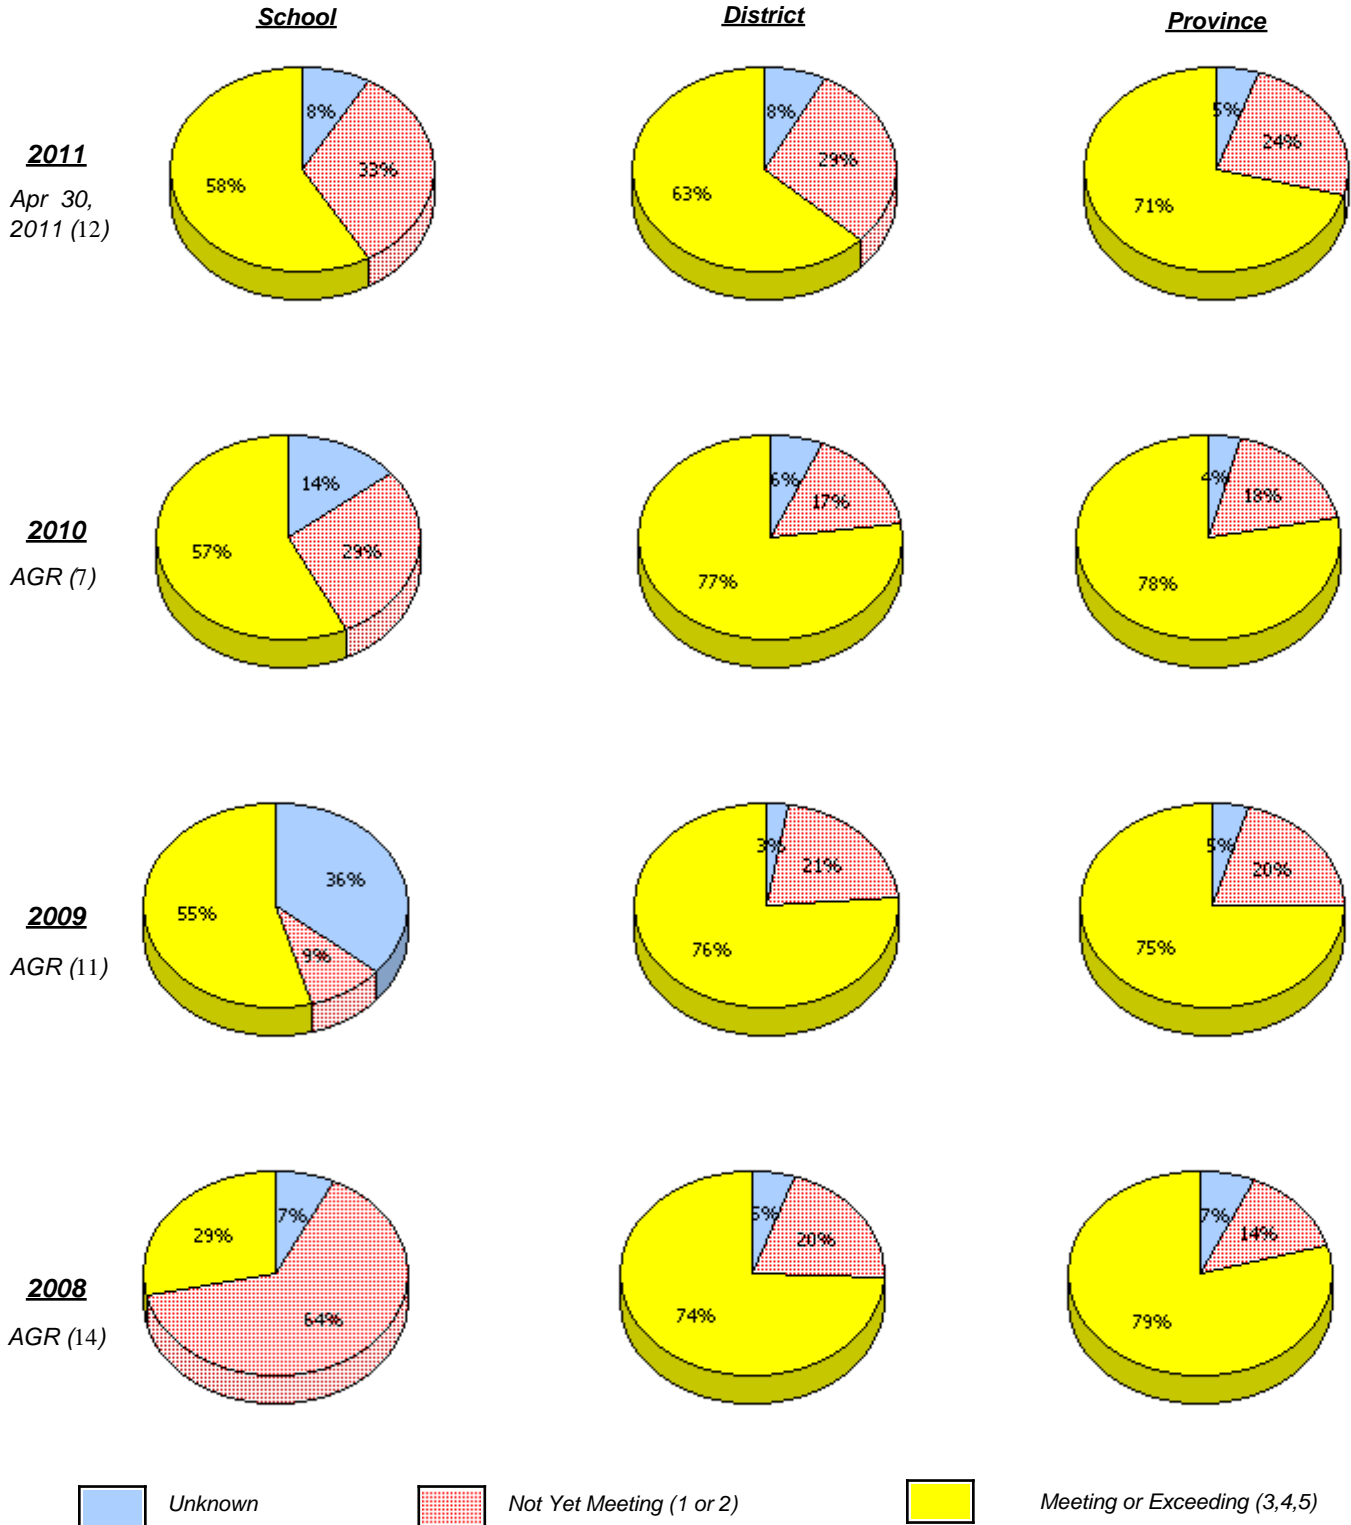 School District Province
8% 8% 5%
33% 29% 24%
2011
58% 63% 71%
Apr 30,
2011 (12)
14% 6% 4%
17% 18%
2010
57% 29% 77% 78%
AGR (7)
36% 3% 5%
21% 20%
2009
55% 9% 76% 75%
AGR (11)
7% 5% 7%
29% 20% 14%
2008
64% 74% 79%
AGR (14)
Unknown Not Yet Meeting (1 or 2) Meeting or Exceeding (3,4,5)